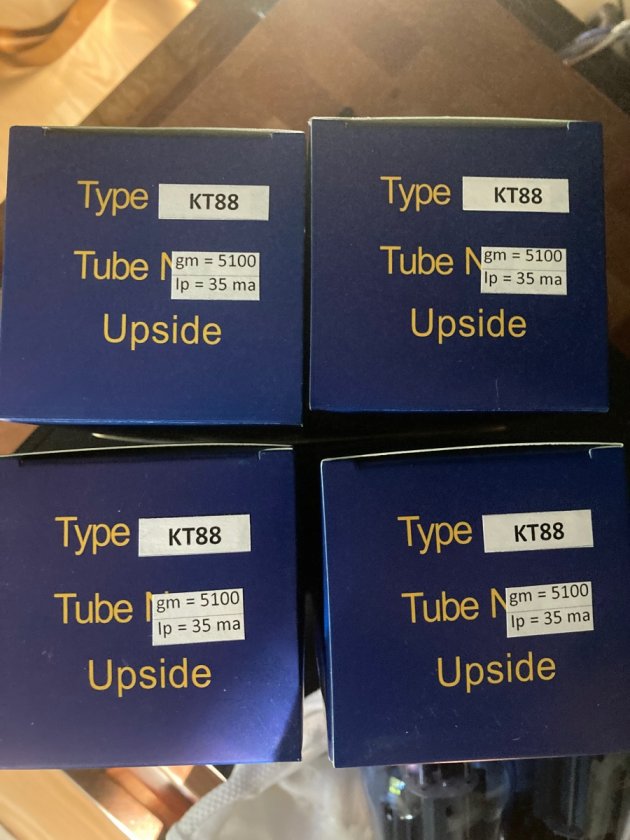 Type KT88
Tube N gm = 5100
Ip = 35 ma
Upside
Type KT88
Tube N gm = 5100
Ip = 35 ma
Upside
Type KT88
Tube N gm = 5100
Ip = 35 ma
Upside
Type KT88
Tube N gm = 5100
Ip = 35 ma
Upside